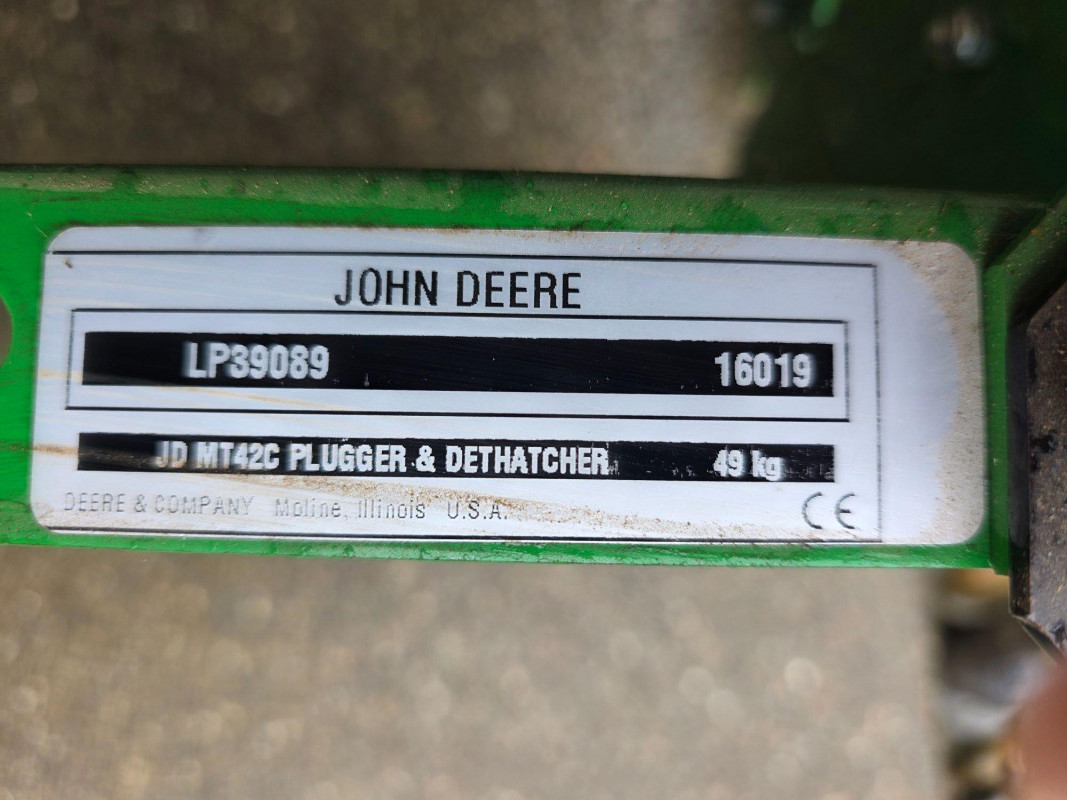 JOHN DEERE
LP39089 16019
JD MT42C PLUGGER & DETHATCHER 49 kg
DEERE & COMPANY Moline, Illinois U.S.A.
CE